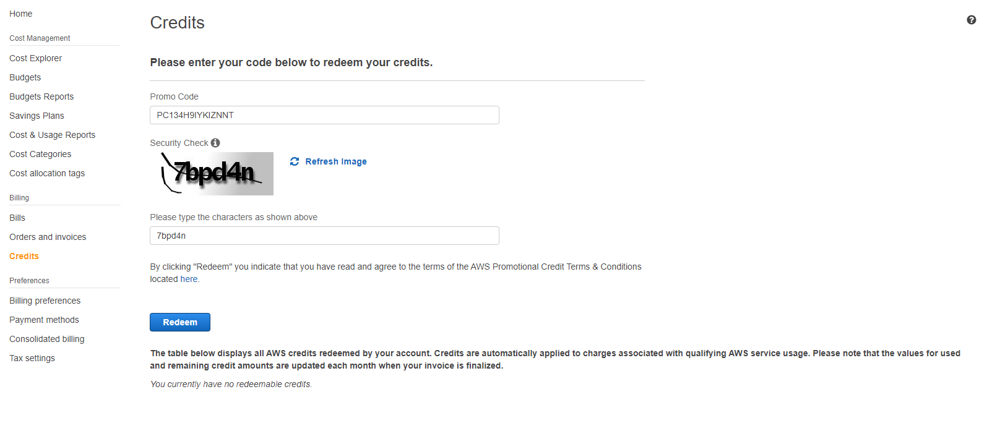 Home
Cost Management
Cost Explorer
Budgets
Budgets Reports
Savings Plans
Cost & Usage Reports
Cost Categories
Cost allocation tags
Billing
Bills
Orders and invoices
Credits
Preferences
Billing preferences
Payment methods
Consolidated billing
Tax settings
Credits
Please enter your code below to redeem your credits.
Promo Code
PC134H9IYKIZNNT
Security Check
7bpd4n
Refresh Image
Please type the characters as shown above
7bpd4n
By clicking "Redeem" you indicate that you have read and agree to the terms of the AWS Promotional Credit Terms & Conditions
located here.
Redeem
The table below displays all AWS credits redeemed by your account. Credits are automatically applied to charges associated with qualifying AWS service usage. Please note that the values for used
and remaining credit amounts are updated each month when your invoice is finalized.
You currently have no redeemable credits.